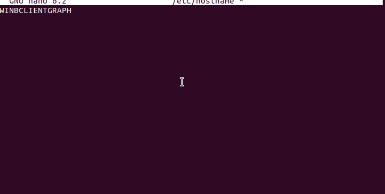 GNU nano 6.2 /etc/hostname *
WINBCLIENTGRAPH